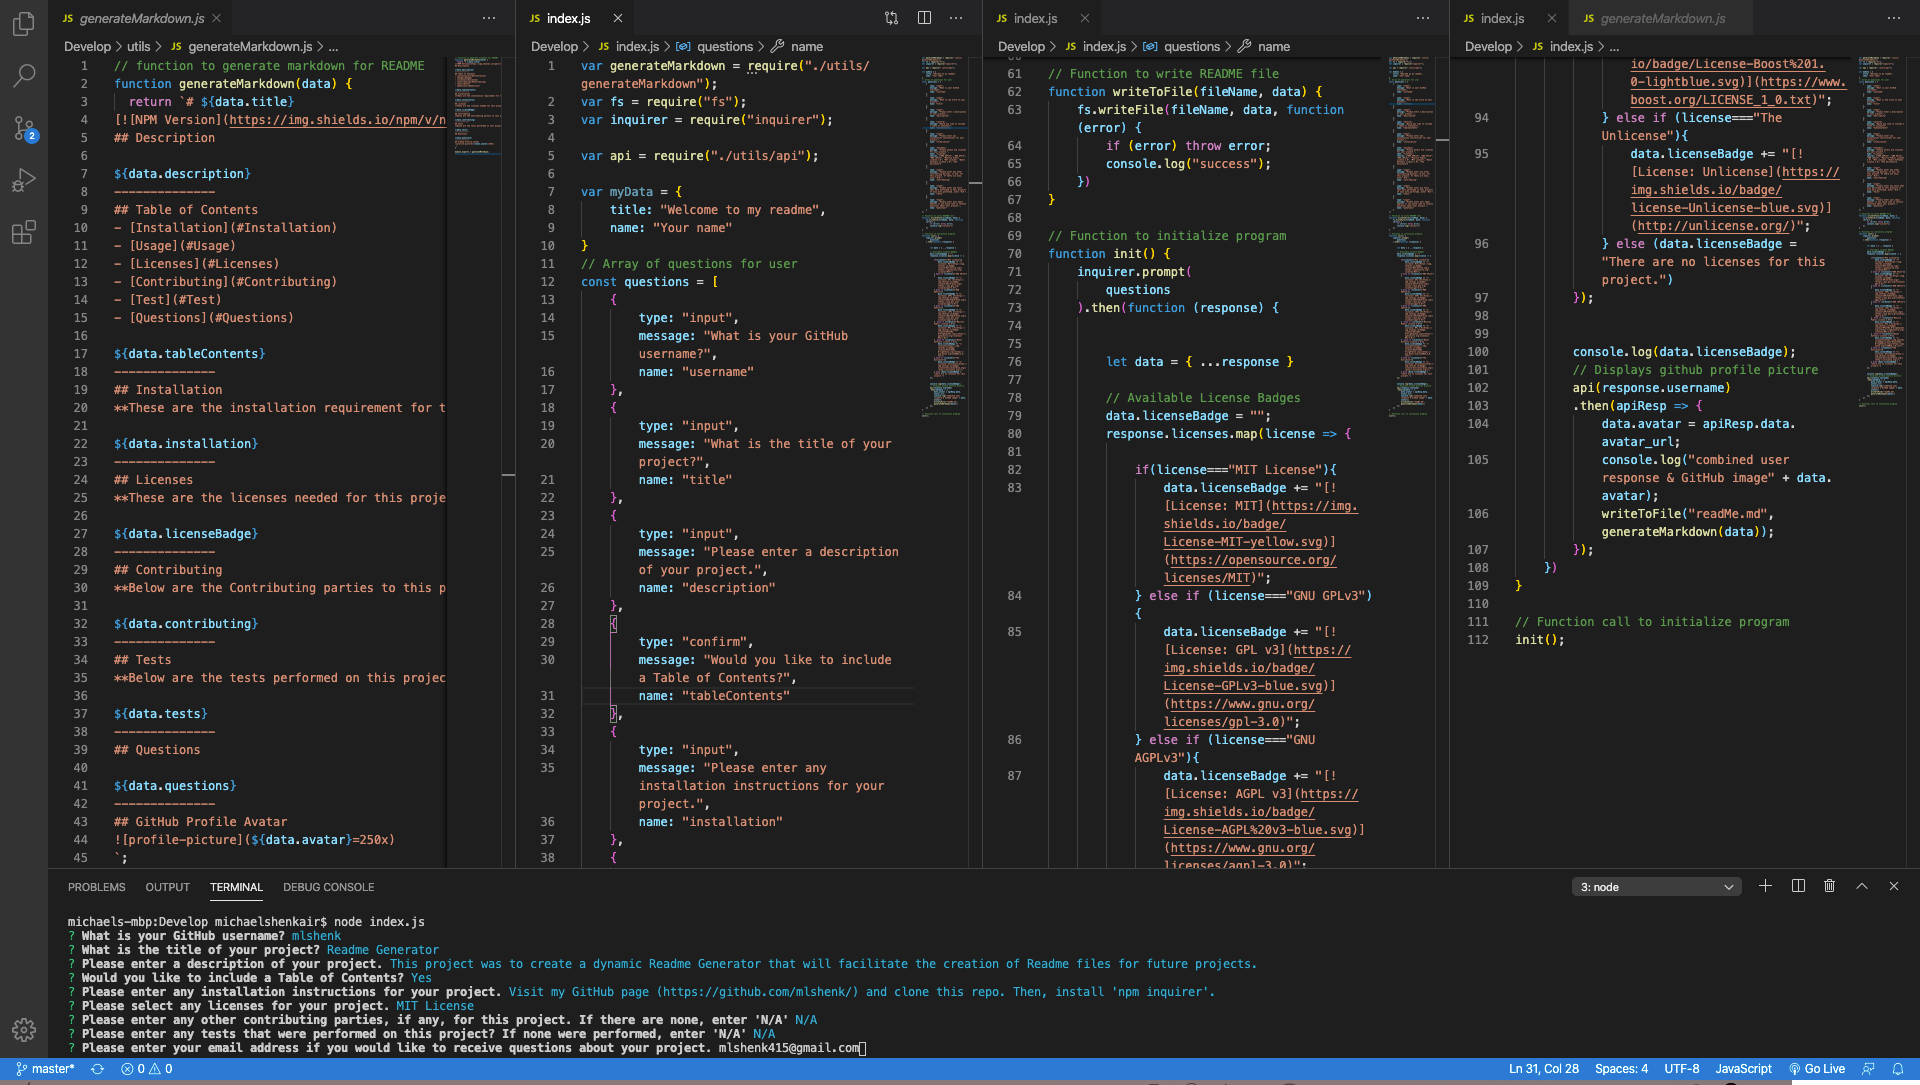 JS generateMarkdown.js
Develop > utils > JS generateMarkdown.js > ...
1 // function to generate markdown for README
2 function generateMarkdown(data) {
3 return `# ${data.title}
4 [![NPM Version](https://img.shields.io/npm/v/n
5 ## Description
6
7 ${data.description}
8 --------------
9 ## Table of Contents
10 - [Installation](#Installation)
11 - [Usage](#Usage)
12 - [Licenses](#Licenses)
13 - [Contributing](#Contributing)
14 - [Test](#Test)
15 - [Questions](#Questions)
16
17 ${data.tableContents}
18 --------------
19 ## Installation
20 **These are the installation requirement for t
21
22 ${data.installation}
23 --------------
24 ## Licenses
25 **These are the licenses needed for this proje
26
27 ${data.licenseBadge}
28 --------------
29 ## Contributing
30 **Below are the Contributing parties to this p
31
32 ${data.contributing}
33 --------------
34 ## Tests
35 **Below are the tests performed on this projec
36
37 ${data.tests}
38 --------------
39 ## Questions
40
41 ${data.questions}
42 --------------
43 ## GitHub Profile Avatar
44 ![profile-picture](${data.avatar}=250x)
45 `;
JS index.js
Develop > JS index.js > questions > name
1 var generateMarkdown = require("./utils/
generateMarkdown");
2 var fs = require("fs");
3 var inquirer = require("inquirer");
4
5 var api = require("./utils/api");
6
7 var myData = {
8 title: "Welcome to my readme",
9 name: "Your name"
10 }
11 // Array of questions for user
12 const questions = [
13 {
14 type: "input",
15 message: "What is your GitHub
username?",
16 name: "username"
17 },
18 {
19 type: "input",
20 message: "What is the title of your
project?",
21 name: "title"
22 },
23 {
24 type: "input",
25 message: "Please enter a description
of your project.",
26 name: "description"
27 },
28 {
29 type: "confirm",
30 message: "Would you like to include
a Table of Contents?",
31 name: "tableContents"
32 },
33 {
34 type: "input",
35 message: "Please enter any
installation instructions for your
project.",
36 name: "installation"
37 },
38 {
JS index.js
Develop > JS index.js > questions > name
61 // Function to write README file
62 function writeToFile(fileName, data) {
63 fs.writeFile(fileName, data, function
(error) {
64 if (error) throw error;
65 console.log("success");
66 })
67 }
68
69 // Function to initialize program
70 function init() {
71 inquirer.prompt(
72 questions
73 ).then(function (response) {
74
75
76 let data = { ...response }
77
78 // Available License Badges
79 data.licenseBadge = "";
80 response.licenses.map(license => {
81
82 if(license==="MIT License"){
83 data.licenseBadge += "[!
[License: MIT](https://img.
shields.io/badge/
License-MIT-yellow.svg)]
(https://opensource.org/
licenses/MIT)";
84 } else if (license==="GNU GPLv3")
{
85 data.licenseBadge += "[!
[License: GPL v3](https://
img.shields.io/badge/
License-GPLv3-blue.svg)]
(https://www.gnu.org/
licenses/gpl-3.0)";
86 } else if (license==="GNU
AGPLv3"){
87 data.licenseBadge += "[!
[License: AGPL v3](https://
img.shields.io/badge/
License-AGPL%20v3-blue.svg)]
(https://www.gnu.org/
licenses/agpl-3.0)";
JS index.js JS generateMarkdown.js
Develop > JS index.js > ...
io/badge/License-Boost%201.
0-lightblue.svg)](https://www.
boost.org/LICENSE_1_0.txt)";
94 } else if (license==="The
Unlicense"){
95 data.licenseBadge += "[!
[License: Unlicense](https://
img.shields.io/badge/
license-Unlicense-blue.svg)]
(http://unlicense.org/)";
96 } else (data.licenseBadge =
"There are no licenses for this
project.")
97 });
98
99
100 console.log(data.licenseBadge);
101 // Displays github profile picture
102 api(response.username)
103 .then(apiResp => {
104 data.avatar = apiResp.data.
avatar_url;
105 console.log("combined user
response & GitHub image" + data.
avatar);
106 writeToFile("readMe.md",
generateMarkdown(data));
107 });
108 })
109 }
110
111 // Function call to initialize program
112 init();
2
PROBLEMS OUTPUT TERMINAL DEBUG CONSOLE 3: node
michaels-mbp:Develop michaelshenkair$ node index.js
? What is your GitHub username? mlshenk
? What is the title of your project? Readme Generator
? Please enter a description of your project. This project was to create a dynamic Readme Generator that will facilitate the creation of Readme files for future projects.
? Would you like to include a Table of Contents? Yes
? Please enter any installation instructions for your project. Visit my GitHub page (https://github.com/mlshenk/) and clone this repo. Then, install 'npm inquirer'.
? Please select any licenses for your project. MIT License
? Please enter any other contributing parties, if any, for this project. If there are none, enter 'N/A' N/A
? Please enter any tests that were performed on this project? If none were performed, enter 'N/A' N/A
? Please enter your email address if you would like to receive questions about your project. mlshenk415@gmail.com
master* 0 0 Ln 31, Col 28 Spaces: 4 UTF-8 JavaScript Go Live